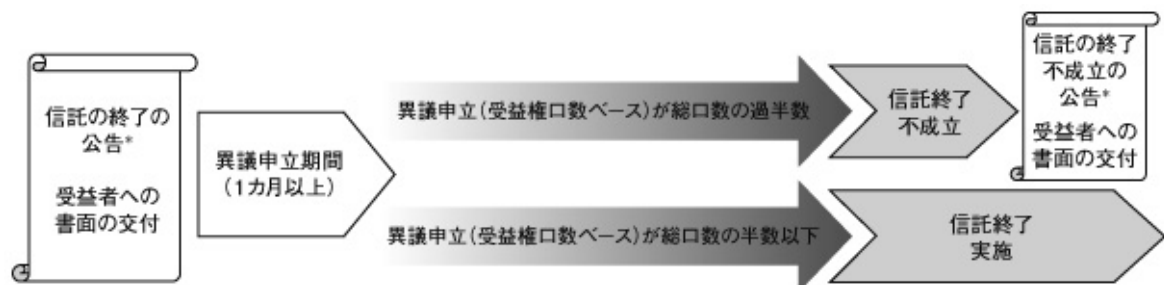 信託の終了の
公告*
受益者への
書面の交付
異議申立期間
（1カ月以上）
異議申立（受益権口数ベース）が総口数の過半数
信託終了
不成立
信託の終了
不成立の
公告*
受益者への
書面の交付
異議申立（受益権口数ベース）が総口数の半数以下
信託終了
実施